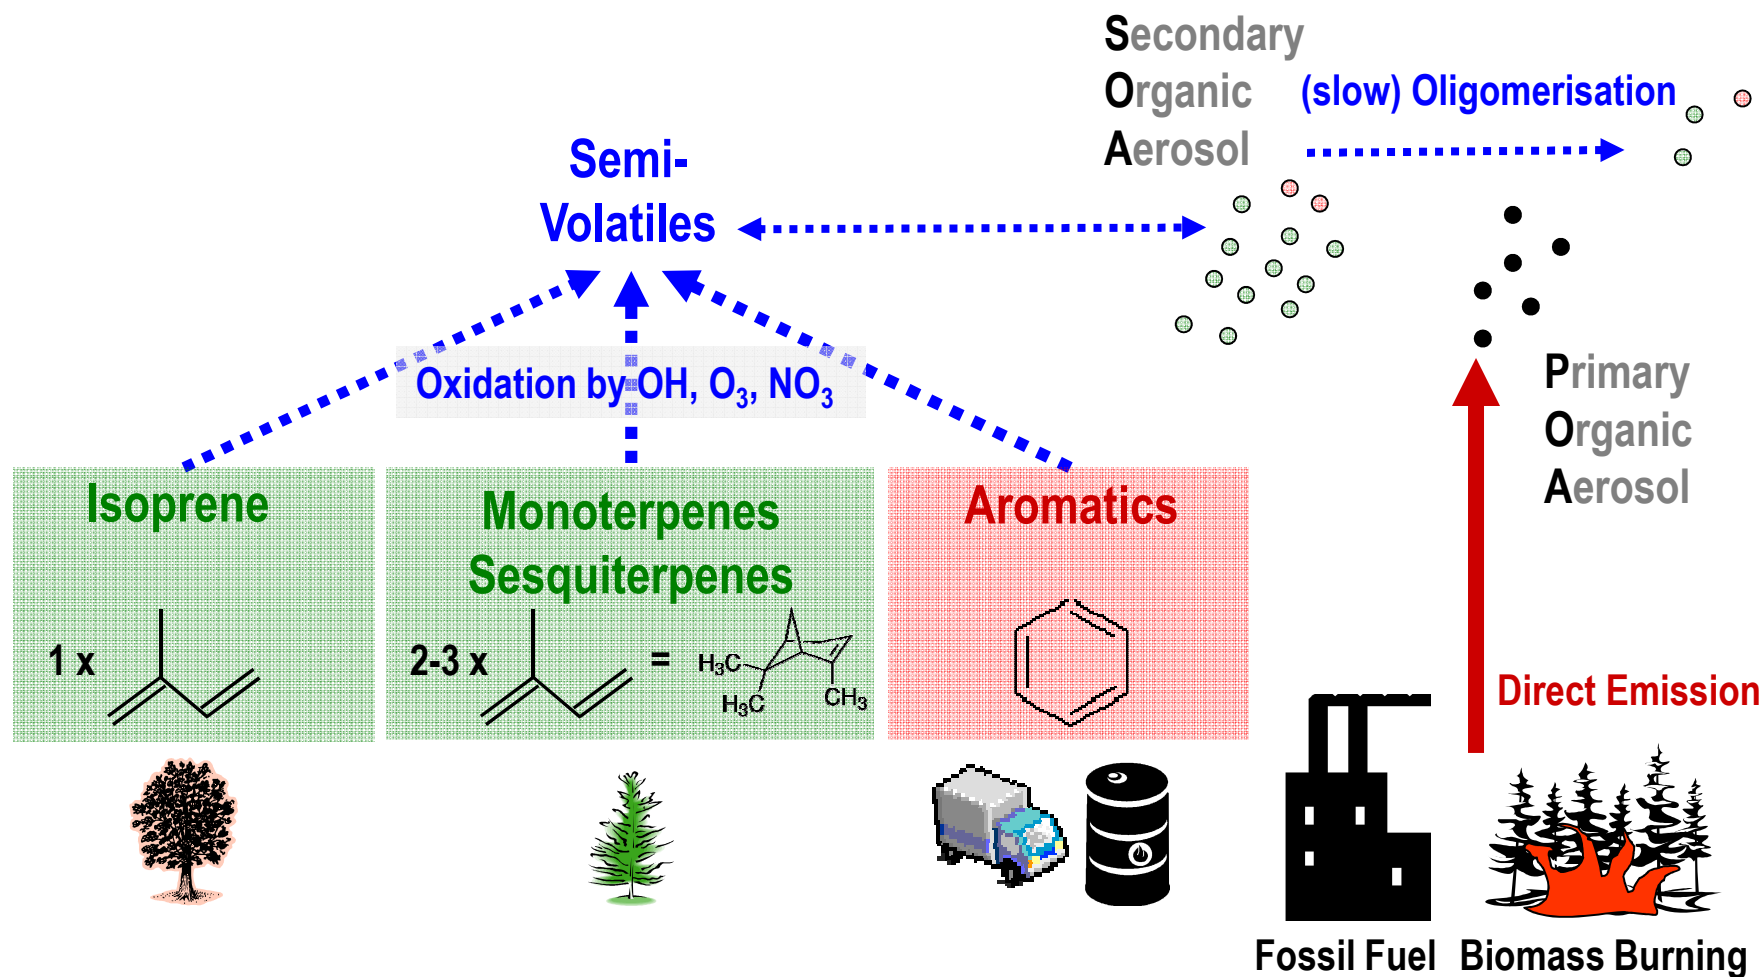 Secondary
Organic
Aerosol
(slow) Oligomerisation
Semi-
Volatiles
Oxidation by OH, O₃, NO₃
Primary
Organic
Aerosol
Isoprene
Monoterpenes
Sesquiterpenes
Aromatics
1 x
2-3 x
=
H₃C
H₃C
CH₃
Direct Emission
Fossil Fuel
Biomass Burning